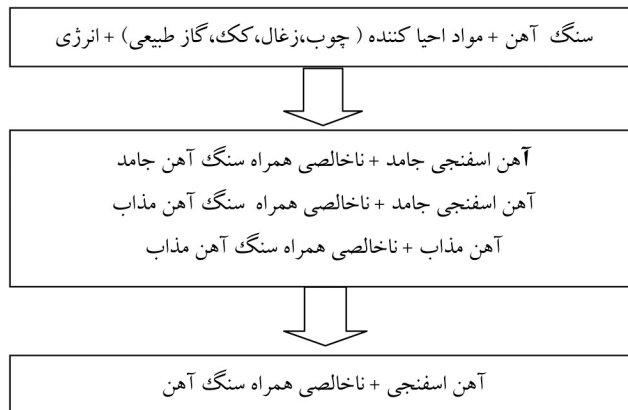 سنگ آهن + مواد احیا کننده ( چوب،زغال،کک،گاز طبیعی) + انرژی
آهن اسفنجی جامد + ناخالصی همراه سنگ آهن جامد
آهن اسفنجی جامد + ناخالصی همراه سنگ آهن مذاب
آهن مذاب + ناخالصی همراه سنگ آهن مذاب
آهن اسفنجی + ناخالصی همراه سنگ آهن